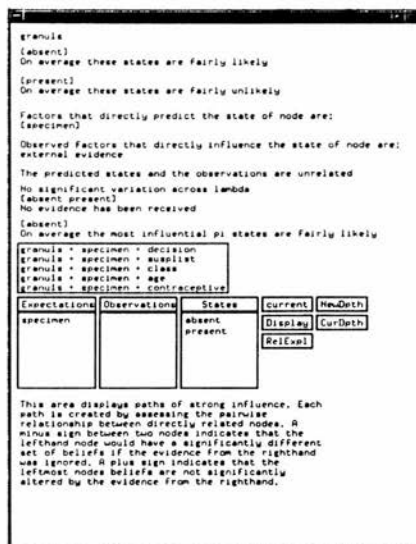 granuls
[absent]
On average these states are fairly likely
[present]
On average these states are fairly unlikely
Factors that directly predict the state of node are:
[specimen]
Observed factors that directly influence the state of node are:
external evidence
The predicted states and the observations are unrelated
No significant variation across lambda
[absent present]
No evidence has been received
[absent]
On average the most influential pi states are Fairly likely
granuls + specimen + decision
granuls + specimen + susplist
granuls + specimen + class
granuls + specimen + age
granuls + specimen + contraceptive
Expectations Observations States current NewDpth
specimen absent Display CurDpth
present RelExpl
This area displays paths of strong influence. Each
path is created by assessing the pairwise
relationship between directly related nodes. A
minus sign between two nodes indicates that the
lefthand node would have a significantly different
set of beliefs if the evidence from the righthand
was ignored. A plus sign indicates that the
leftmost nodes beliefs are not significantly
altered by the evidence from the righthand.